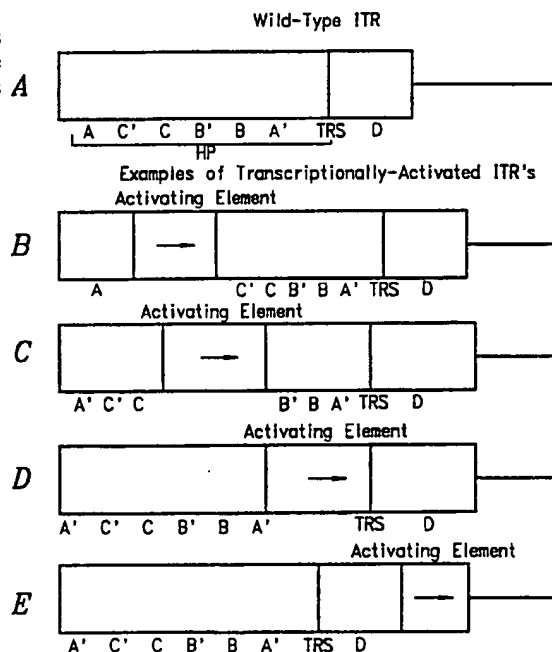 Wild-Type ITR
A
A C' C B' B A' TRS D
HP
Examples of Transcriptionally-Activated ITR's
Activating Element
B
A C' C B' B A' TRS D
Activating Element
C
A' C' C B' B A' TRS D
Activating Element
D
A' C' C B' B A' TRS D
Activating Element
E
A' C' C B' B A' TRS D